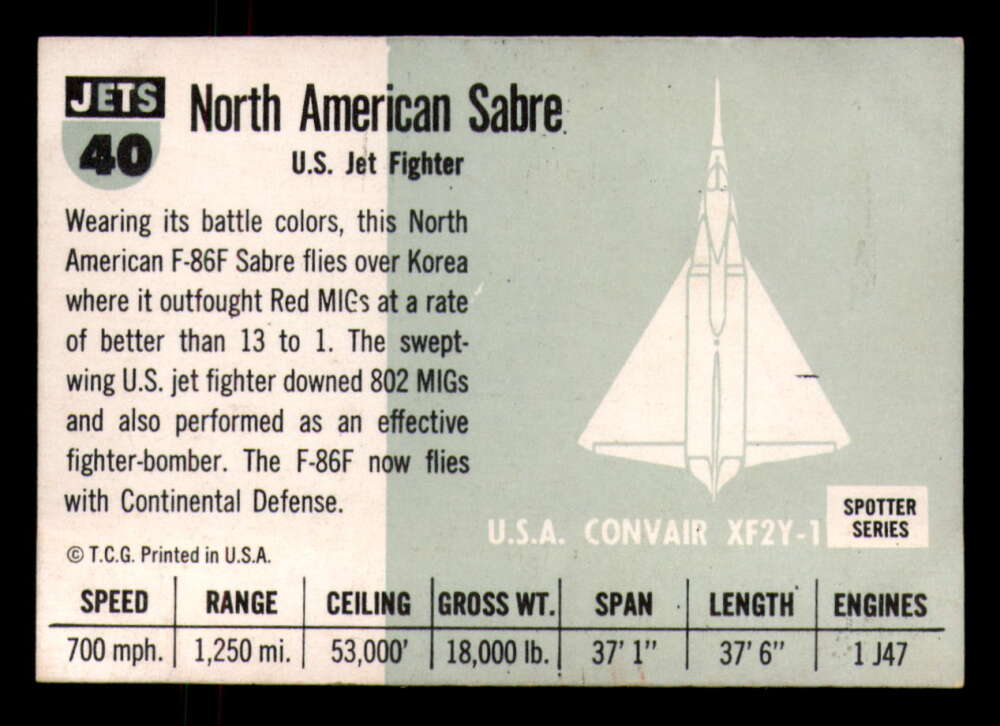 JETS
40
North American Sabre
U.S. Jet Fighter
Wearing its battle colors, this North
American F-86F Sabre flies over Korea
where it outfought Red MIGs at a rate
of better than 13 to 1. The swept-
wing U.S. jet fighter downed 802 MIGs
and also performed as an effective
fighter-bomber. The F-86F now flies
with Continental Defense.
© T.C.G. Printed in U.S.A.
U.S.A. CONVAIR XF2Y-1
SPOTTER
SERIES
SPEED RANGE CEILING GROSS WT. SPAN LENGTH ENGINES
700 mph. 1,250 mi. 53,000' 18,000 lb. 37' 1" 37' 6" 1 J47